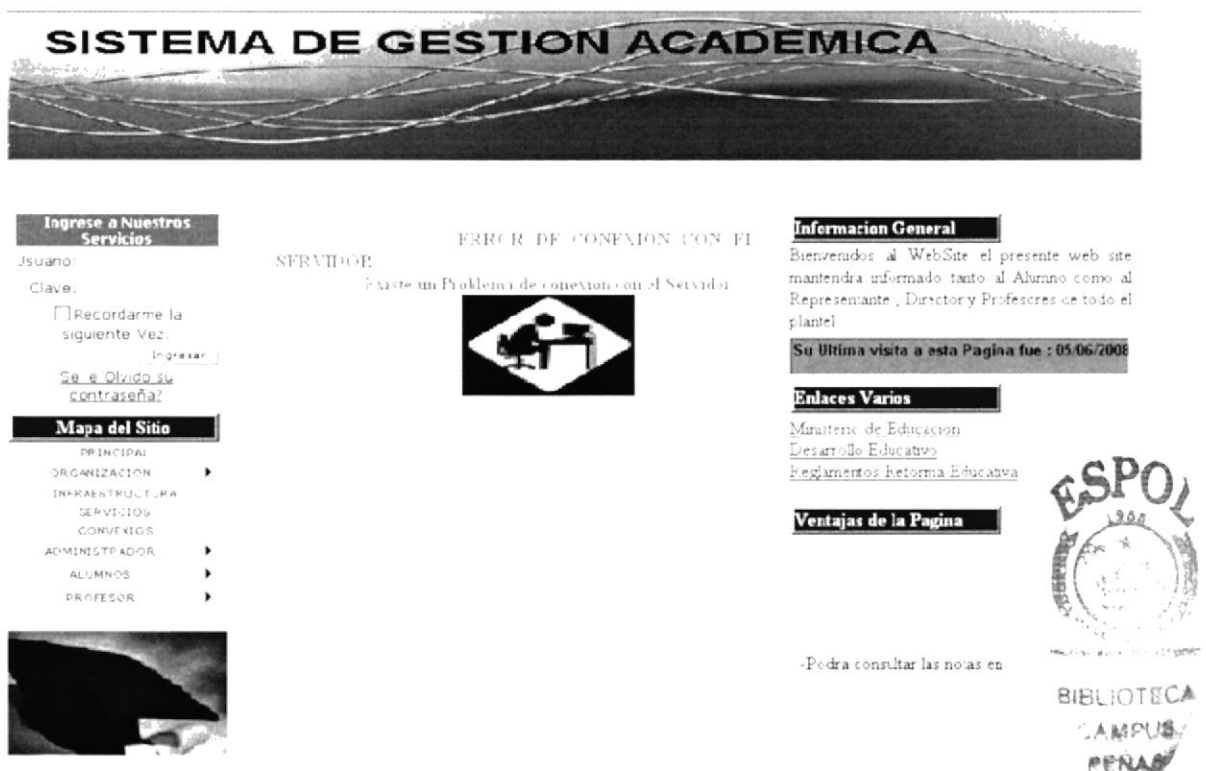 SISTEMA DE GESTION ACADEMICA
Ingrese a Nuestros
Servicios
Usuario:
Clave:
Recordarme la
siguiente Vez.
Ingresar
Se le Olvido su
contraseña?
Mapa del Sitio
PRINCIPAL
ORGANIZACION
INFRAESTRUCTURA
SERVICIOS
CONVENIOS
ADMINISTRADOR
ALUMNOS
PROFESOR
ERROR DE CONEXION CON EL
SERVIDOR
Existe un Problema de conexion con el Servidor
Informacion General
Bienvenidos al WebSite el presente web site
mantendra informado tanto al Alumno como al
Representante , Director y Profesores de todo el
plantel
Su Ultima visita a esta Pagina fue : 05/06/2008
Enlaces Varios
Ministerio de Educacion
Desarrollo Educativo
Reglamentos Reforma Educativa
Ventajas de la Pagina
-Podra consultar las notas en
ESPOL
BIBLIOTECA
CAMPUS
PEÑAS